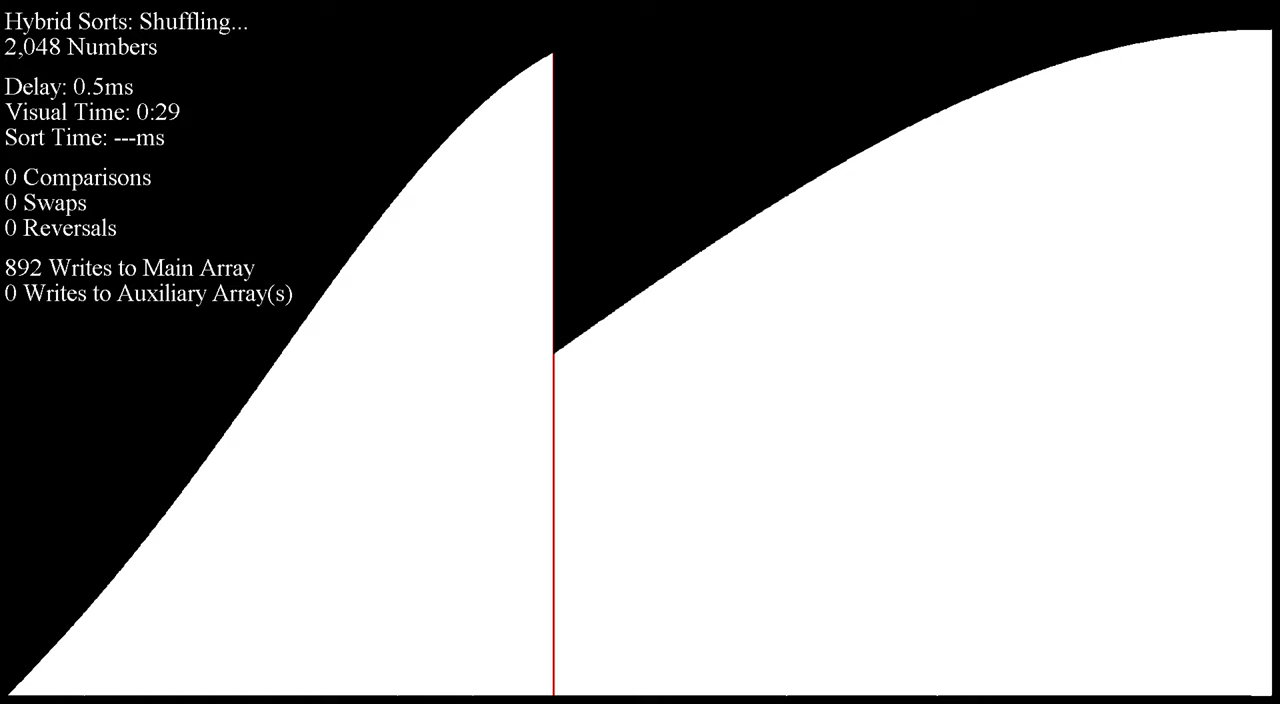 Hybrid Sorts: Shuffling...
2,048 Numbers
Delay: 0.5ms
Visual Time: 0:29
Sort Time: ---ms
0 Comparisons
0 Swaps
0 Reversals
892 Writes to Main Array
0 Writes to Auxiliary Array(s)